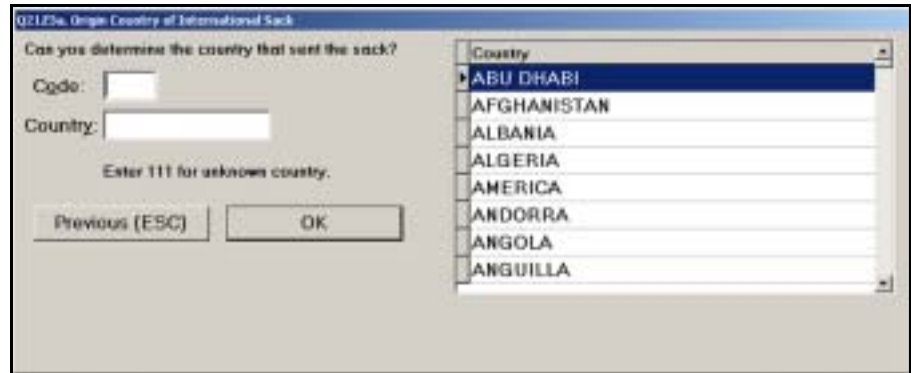 Q21Z3a. Origin Country of International Sack
Can you determine the country that sent the sack?
Code:
Country:
Enter 111 for unknown country.
Previous (ESC)
OK
Country
ABU DHABI
AFGHANISTAN
ALBANIA
ALGERIA
AMERICA
ANDORRA
ANGOLA
ANGUILLA